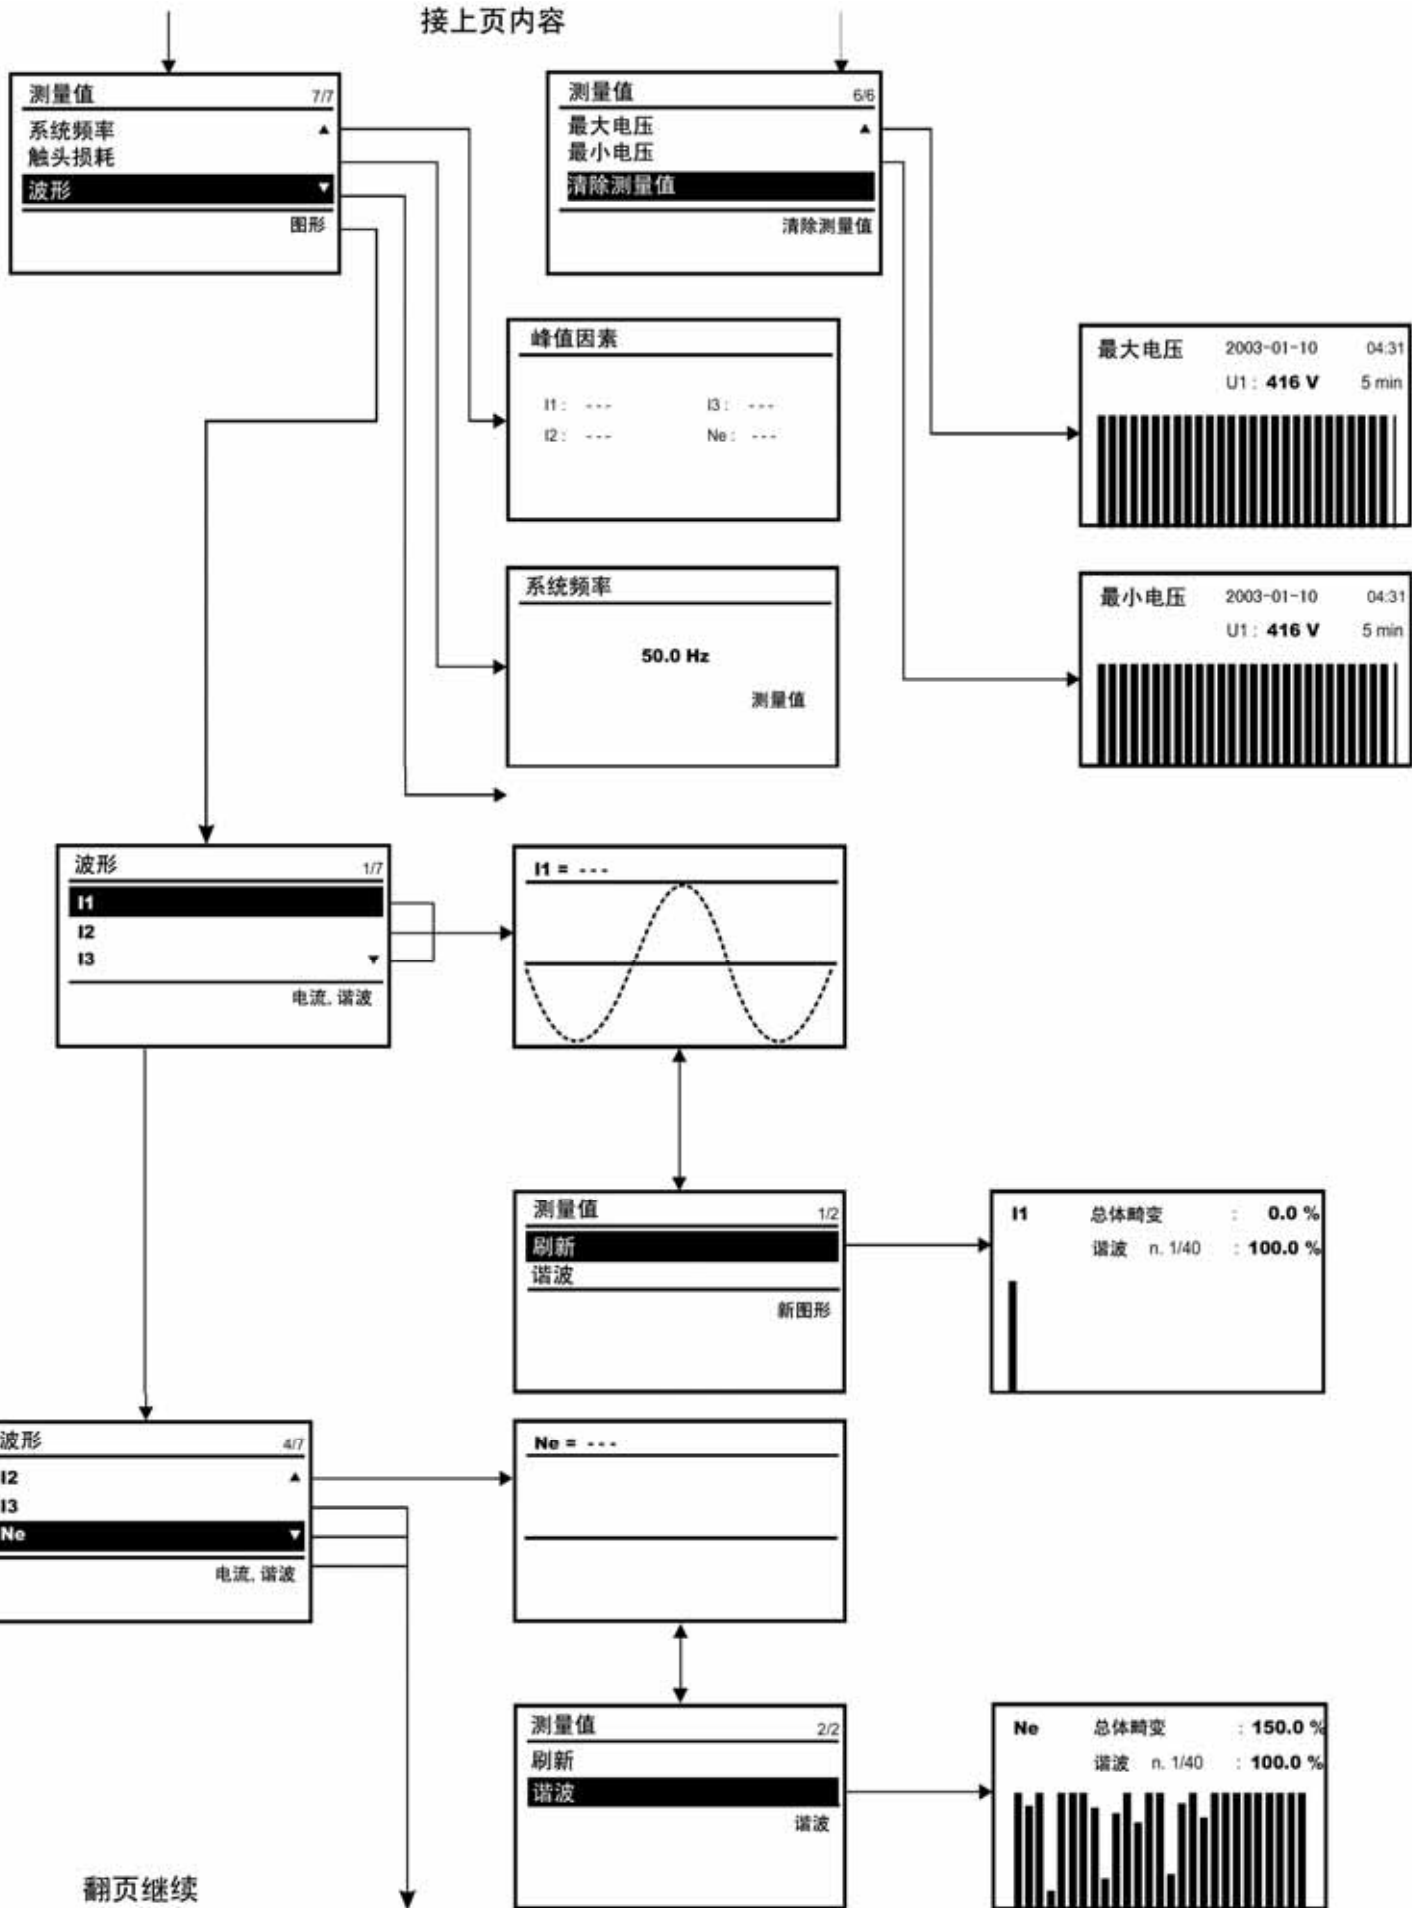 接上页内容
测量值 7/7
系统频率 ▲
触头损耗
波形 ▼
图形
测量值 6/6
最大电压 ▲
最小电压
清除测量值
清除测量值
峰值因素
I1 : --- I3 : ---
I2 : --- Ne : ---
最大电压 2003-01-10 04:31
U1 : 416 V 5 min
系统频率
50.0 Hz
测量值
最小电压 2003-01-10 04:31
U1 : 416 V 5 min
波形 1/7
I1
I2
I3 ▼
电流, 谐波
I1 = ---
测量值 1/2
刷新
谐波
新图形
I1 总体畸变 : 0.0 %
谐波 n. 1/40 : 100.0 %
波形 4/7
I2 ▲
I3
Ne ▼
电流, 谐波
Ne = ---
测量值 2/2
刷新
谐波
谐波
Ne 总体畸变 : 150.0 %
谐波 n. 1/40 : 100.0 %
翻页继续